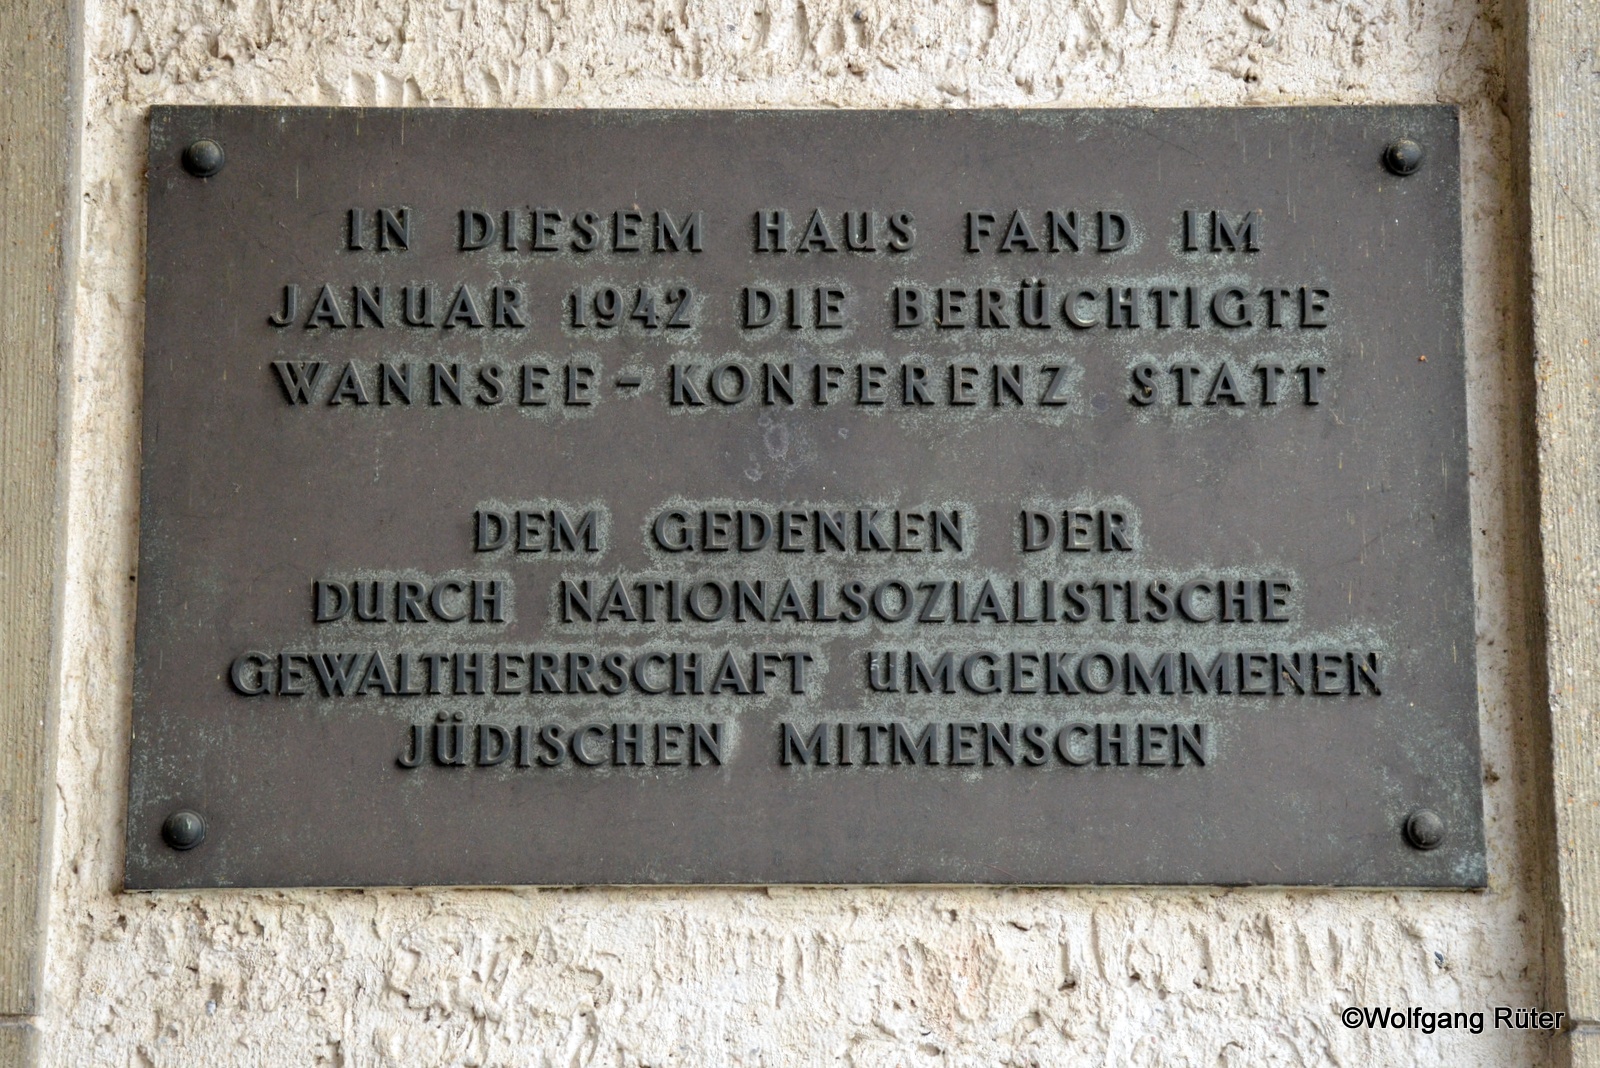 IN DIESEM HAUS FAND IM
JANUAR 1942 DIE BERÜCHTIGTE
WANNSEE-KONFERENZ STATT
DEM GEDENKEN DER
DURCH NATIONALSOZIALISTISCHE
GEWALTHERRSCHAFT UMGEKOMMENEN
JÜDISCHEN MITMENSCHEN
©Wolfgang Rüter